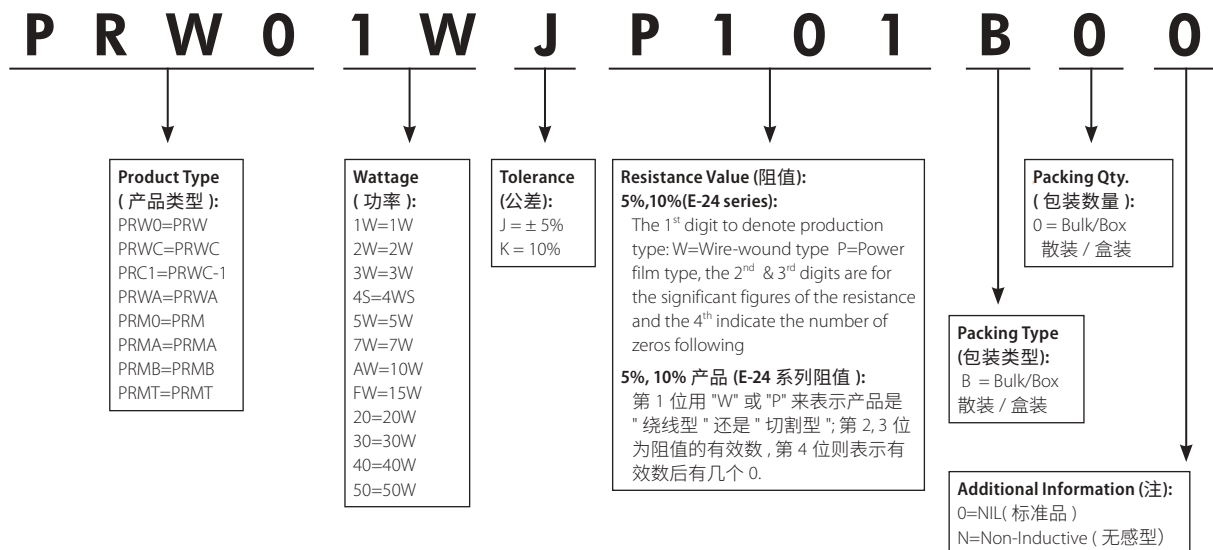 PRW01WJP101B00
Product Type
( 产品类型 ):
PRW0=PRW
PRWC=PRWC
PRC1=PRWC-1
PRWA=PRWA
PRM0=PRM
PRMA=PRMA
PRMB=PRMB
PRMT=PRMT
Wattage
( 功率 ):
1W=1W
2W=2W
3W=3W
4S=4WS
5W=5W
7W=7W
AW=10W
FW=15W
20=20W
30=30W
40=40W
50=50W
Tolerance
(公差):
J = ± 5%
K = 10%
Resistance Value (阻值):
5%,10%(E-24 series):
The 1st digit to denote production
type: W=Wire-wound type P=Power
film type, the 2nd & 3rd digits are for
the significant figures of the resistance
and the 4th indicate the number of
zeros following
5%, 10% 产品 (E-24 系列阻值 ):
第 1 位用 "W" 或 "P" 来表示产品是
" 绕线型 " 还是 " 切割型 "; 第 2, 3 位
为阻值的有效数 , 第 4 位则表示有
效数后有几个 0.
Packing Qty.
( 包装数量 ):
0 = Bulk/Box
散装 / 盒装
Packing Type
(包装类型):
B = Bulk/Box
散装 / 盒装
Additional Information (注):
0=NIL( 标准品 )
N=Non-Inductive ( 无感型）